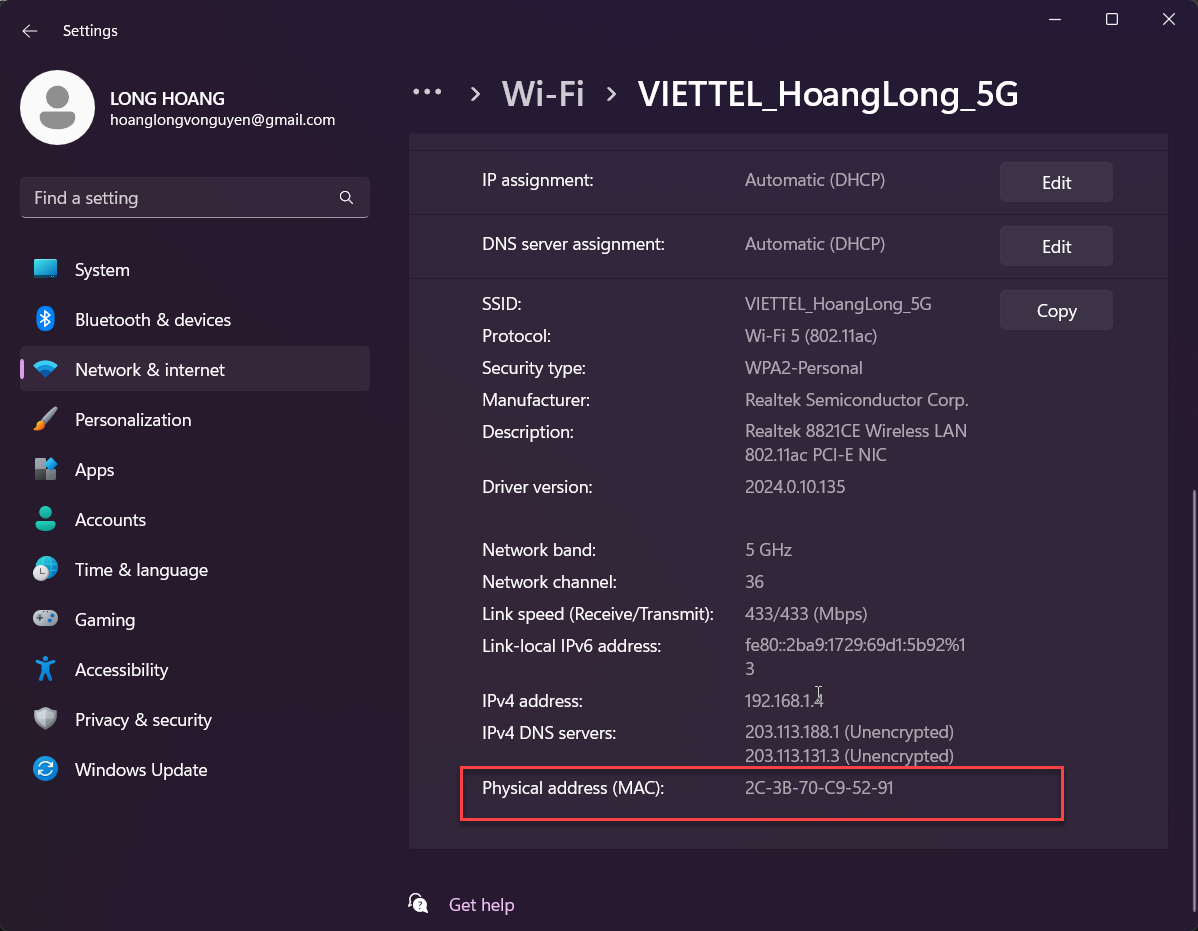 Settings
LONG HOANG
hoanglongvonguyen@gmail.com
Find a setting
System
Bluetooth & devices
Network & internet
Personalization
Apps
Accounts
Time & language
Gaming
Accessibility
Privacy & security
Windows Update
··· › Wi-Fi › VIETTEL_HoangLong_5G
IP assignment: Automatic (DHCP) Edit
DNS server assignment: Automatic (DHCP) Edit
SSID: VIETTEL_HoangLong_5G Copy
Protocol: Wi-Fi 5 (802.11ac)
Security type: WPA2-Personal
Manufacturer: Realtek Semiconductor Corp.
Description: Realtek 8821CE Wireless LAN
802.11ac PCI-E NIC
Driver version: 2024.0.10.135
Network band: 5 GHz
Network channel: 36
Link speed (Receive/Transmit): 433/433 (Mbps)
Link-local IPv6 address: fe80::2ba9:1729:69d1:5b92%1
3
IPv4 address: 192.168.1.4
IPv4 DNS servers: 203.113.188.1 (Unencrypted)
203.113.131.3 (Unencrypted)
Physical address (MAC): 2C-3B-70-C9-52-91
Get help